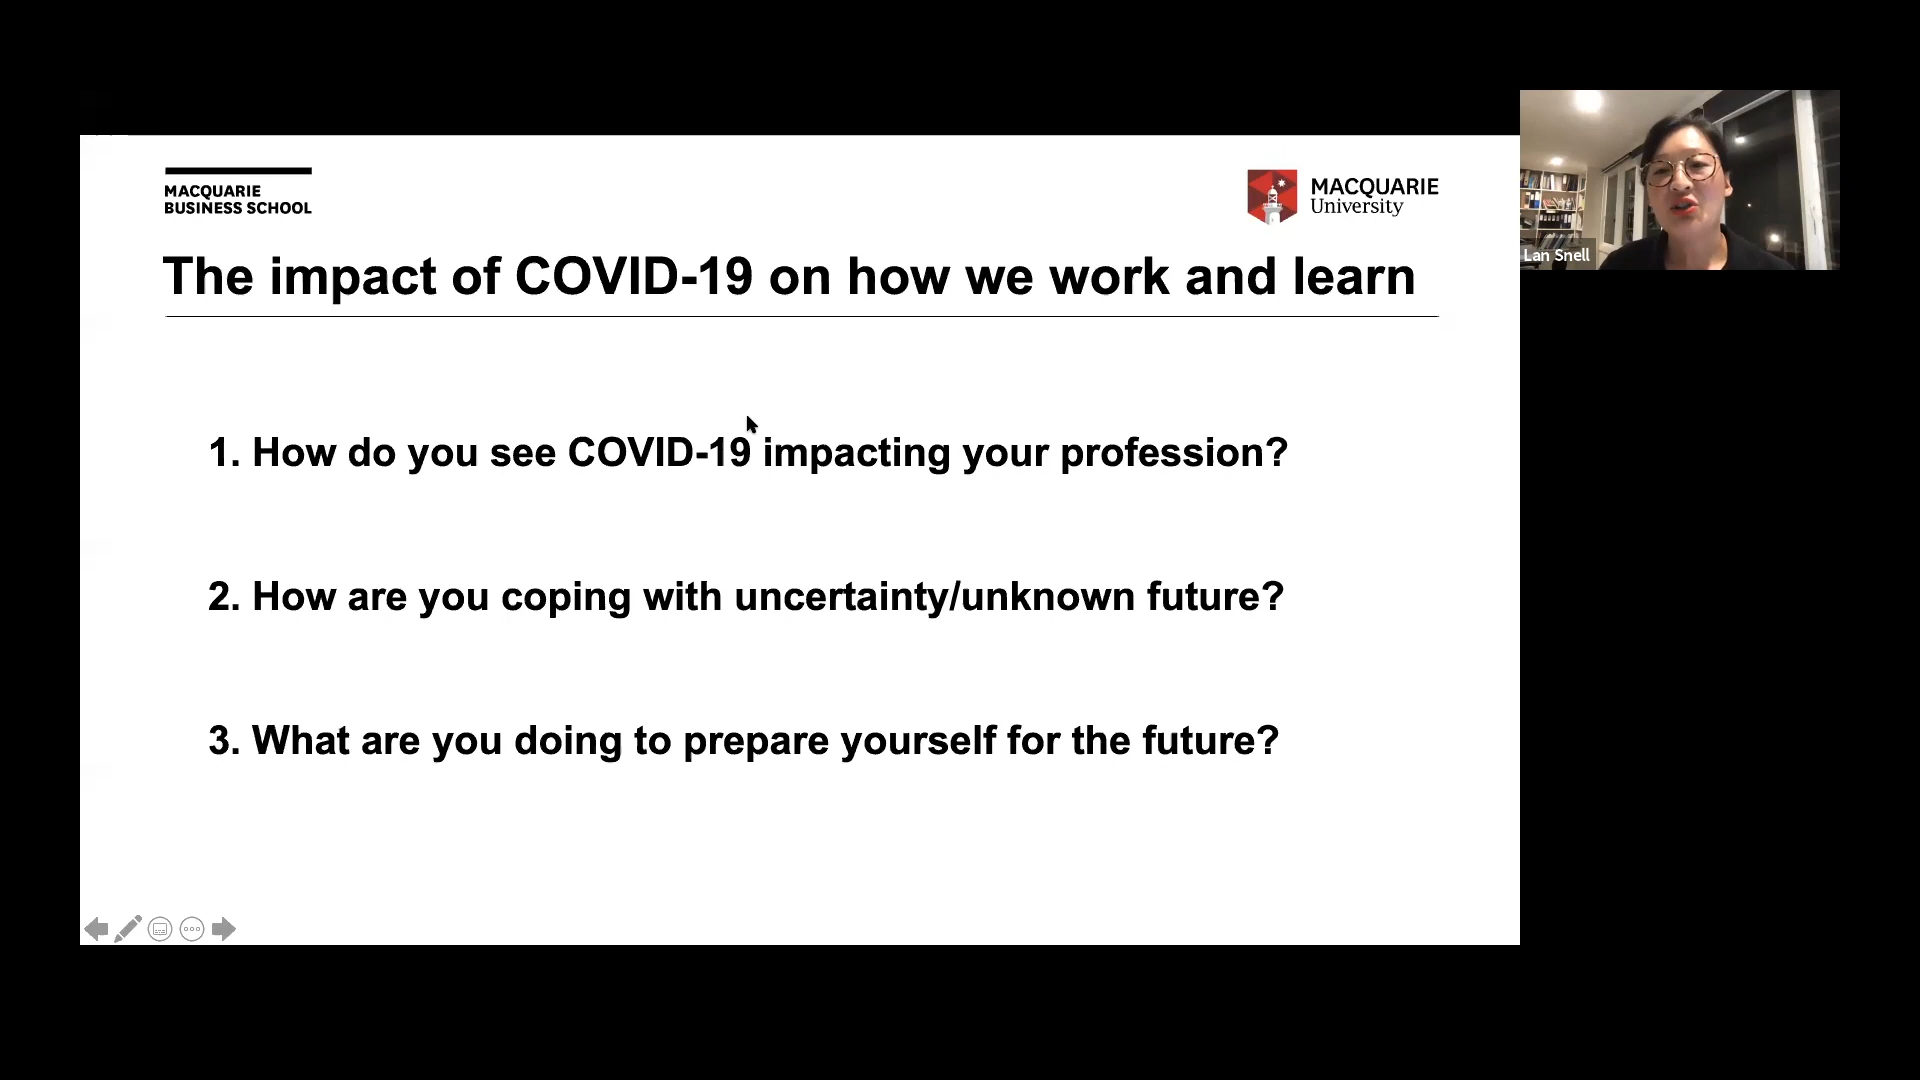 MACQUARIE
BUSINESS SCHOOL
MACQUARIE
University
Lan Snell
The impact of COVID-19 on how we work and learn
1. How do you see COVID-19 impacting your profession?
2. How are you coping with uncertainty/unknown future?
3. What are you doing to prepare yourself for the future?